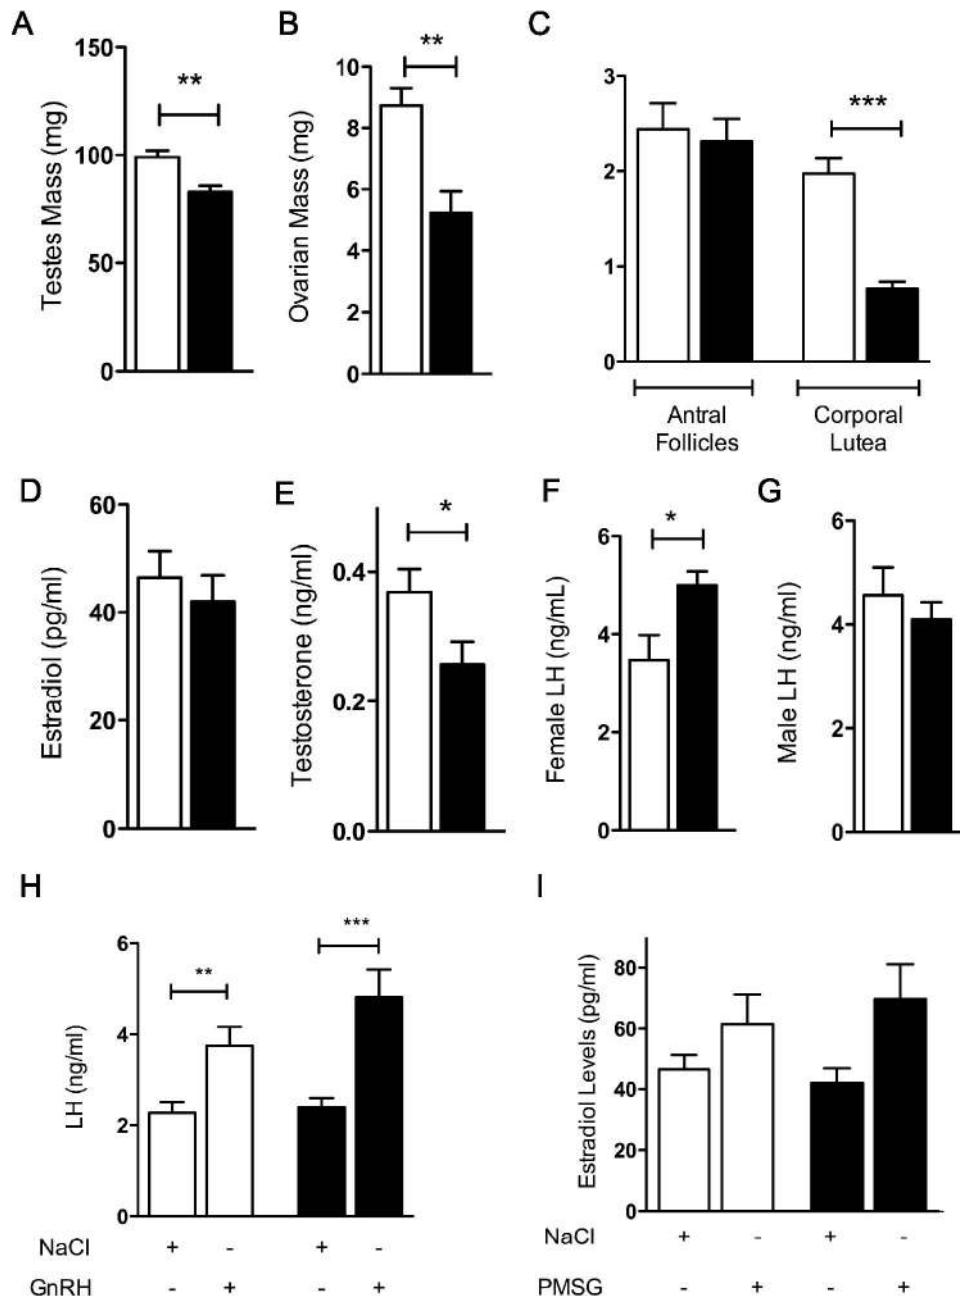 A
Testes Mass (mg)
150
100
50
0
**
B
Ovarian Mass (mg)
10
8
6
4
2
0
**
C
3
2
1
0
***
Antral
Follicles
Corporal
Lutea
D
Estradiol (pg/ml)
60
40
20
0
E
Testosterone (ng/ml)
0.4
0.2
0.0
*
F
Female LH (ng/mL)
6
4
2
0
*
G
Male LH (ng/ml)
6
4
2
0
H
LH (ng/ml)
6
4
2
0
**
***
NaCl + - + -
GnRH - + - +
I
Estradiol Levels (pg/ml)
80
60
40
20
0
NaCl + - + -
PMSG - + - +